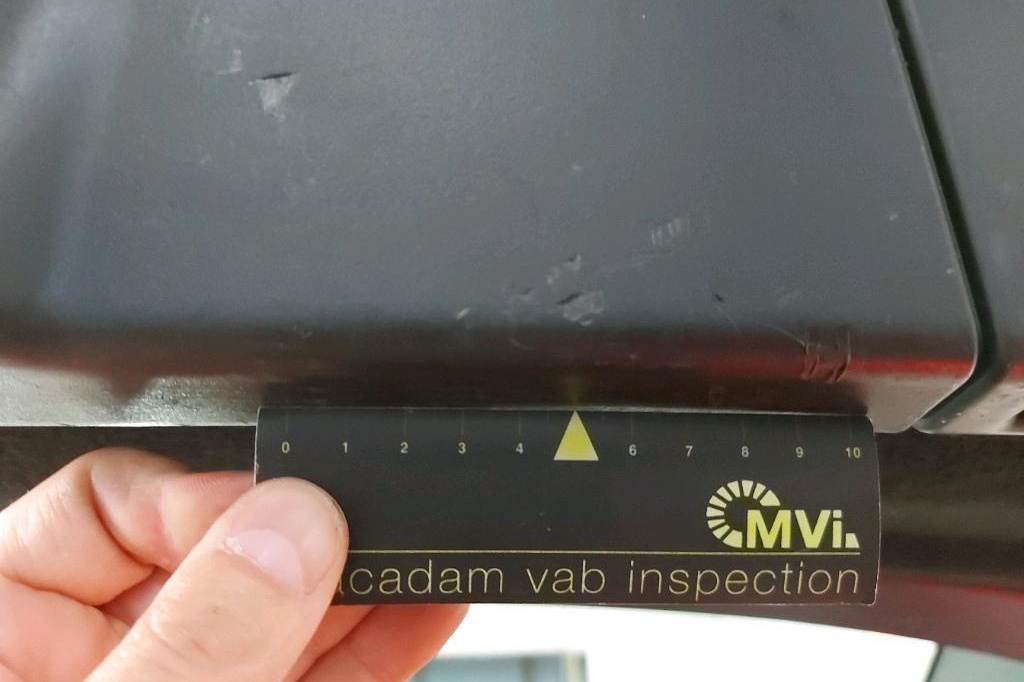 0 1 2 3 4 6 7 8 9 10
MVi
acadam vab inspection